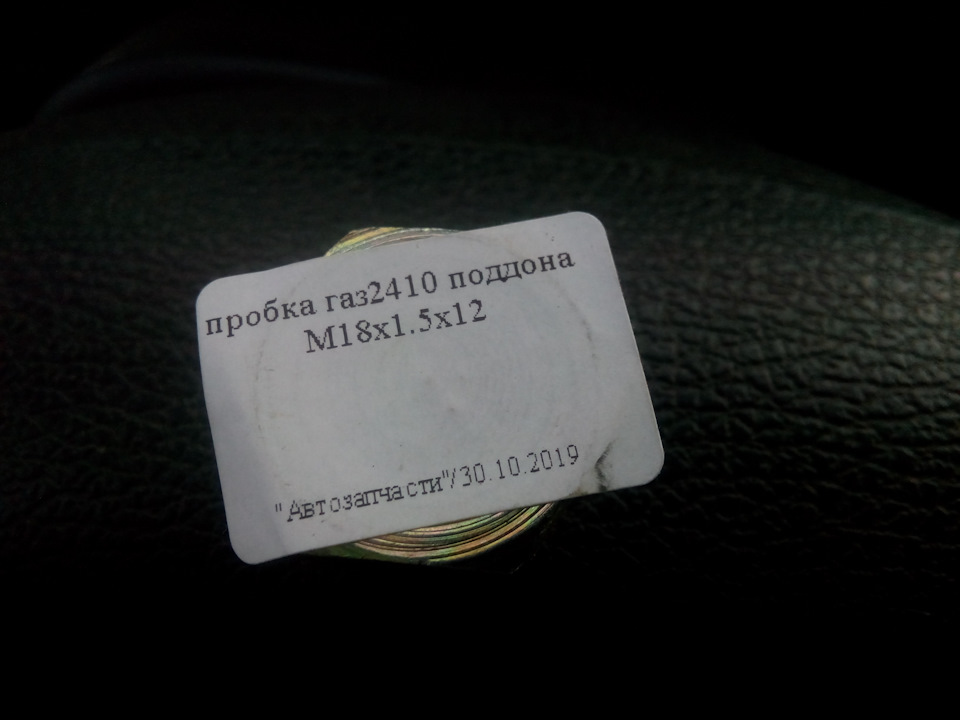 пробка газ2410 поддона
М18х1.5х12
"Автозапчасти"/30.10.2019